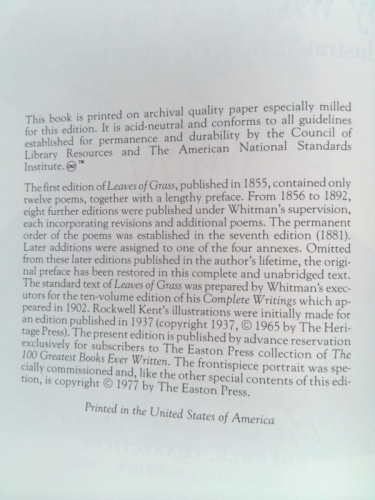 This book is printed on archival quality paper especially milled
for this edition. It is acid-neutral and conforms to all guidelines
established for permanence and durability by the Council of
Library Resources and The American National Standards
Institute. ♾™
The first edition of Leaves of Grass, published in 1855, contained only
twelve poems, together with a lengthy preface. From 1856 to 1892,
eight further editions were published under Whitman's supervision,
each incorporating revisions and additional poems. The permanent
order of the poems was established in the seventh edition (1881).
Later additions were assigned to one of the four annexes. Omitted
from these later editions published in the author's lifetime, the origi-
nal preface has been restored in this complete and unabridged text.
The standard text of Leaves of Grass was prepared by Whitman's exec-
utors for the ten-volume edition of his Complete Writings which ap-
peared in 1902. Rockwell Kent's illustrations were initially made for
an edition published in 1937 (copyright 1937, © 1965 by The Heri-
tage Press). The present edition is published by advance reservation
exclusively for subscribers to The Easton Press collection of The
100 Greatest Books Ever Written. The frontispiece portrait was spe-
cially commissioned and, like the other special contents of this edi-
tion, is copyright © 1977 by The Easton Press.
Printed in the United States of America